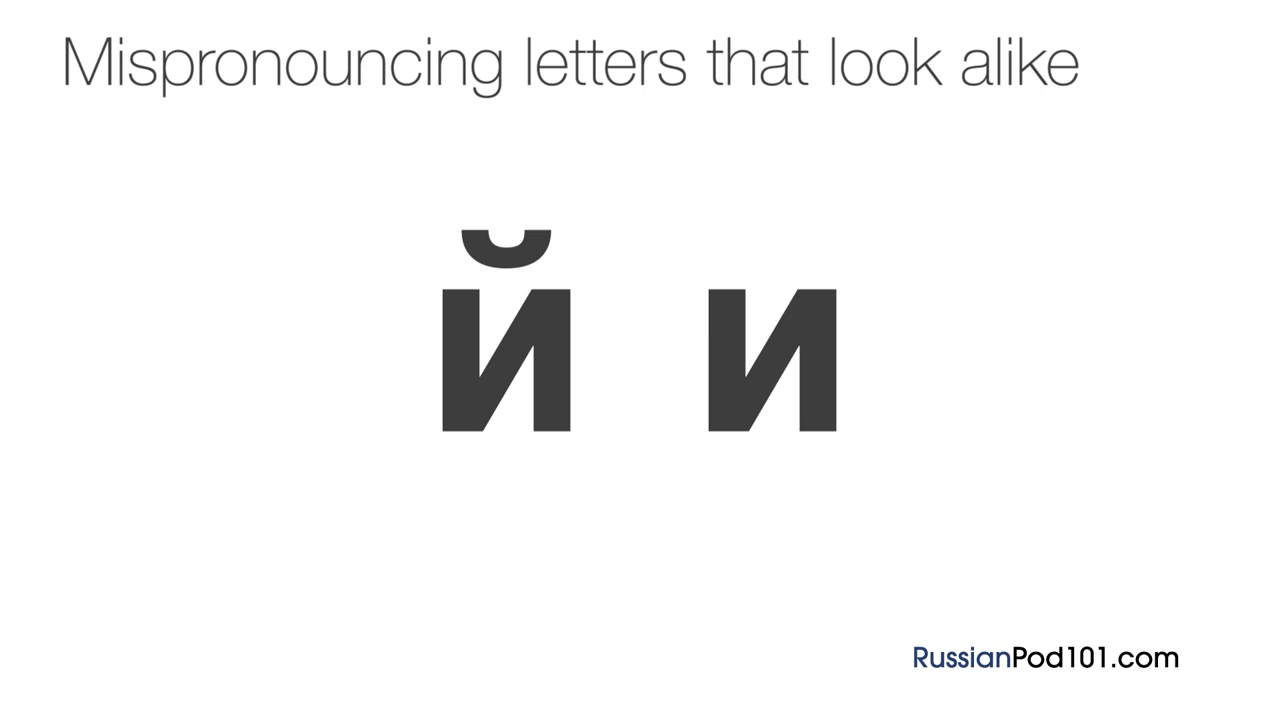 Mispronouncing letters that look alike
й и
RussianPod101.com